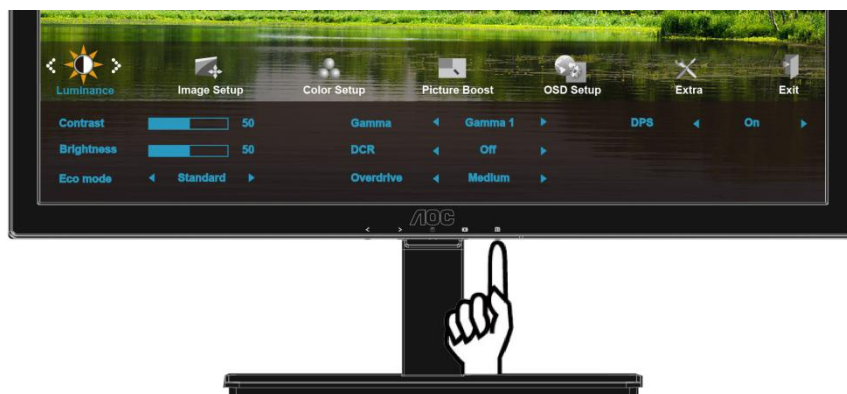 Luminance Image Setup Color Setup Picture Boost OSD Setup Extra Exit
Contrast 50 Gamma Gamma 1 DPS On
Brightness 50 DCR Off
Eco mode Standard Overdrive Medium
AOC